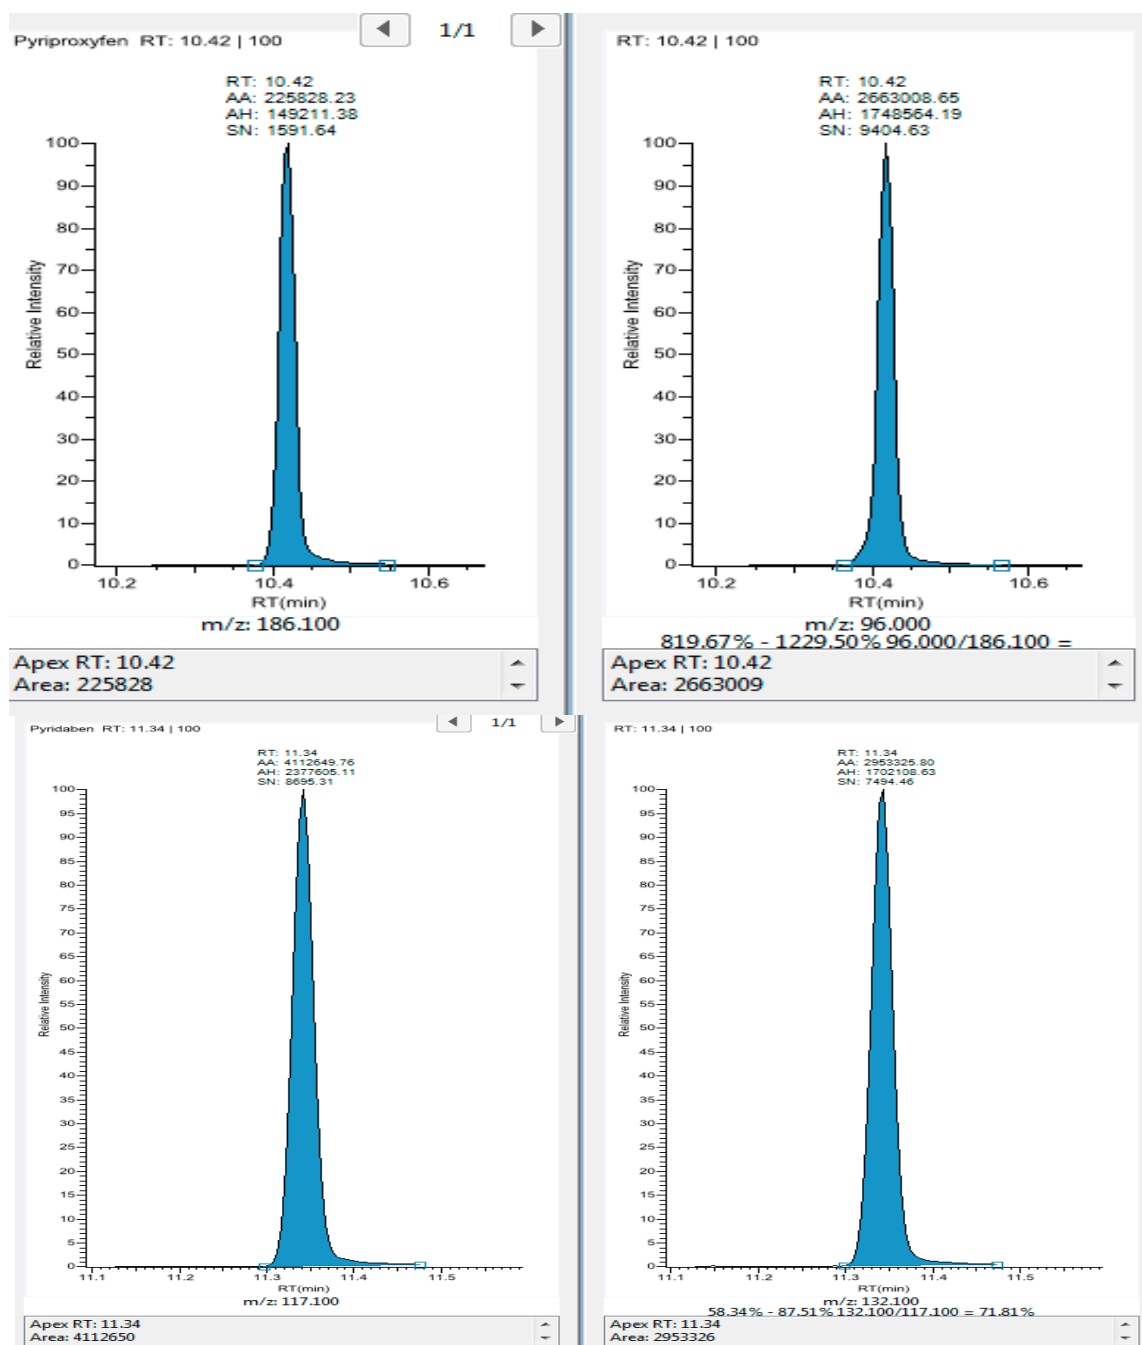 Pyriproxyfen RT: 10.42 | 100
1/1
RT: 10.42
AA: 225828.23
AH: 149211.38
SN: 1591.64
100
90
80
70
60
50
40
30
20
10
0
Relative Intensity
10.2 10.4 10.6
RT(min)
m/z: 186.100
Apex RT: 10.42
Area: 225828
RT: 10.42 | 100
RT: 10.42
AA: 2663008.65
AH: 1748564.19
SN: 9404.63
100
90
80
70
60
50
40
30
20
10
0
Relative Intensity
10.2 10.4 10.6
RT(min)
m/z: 96.000
819.67% - 1229.50% 96.000/186.100 =
Apex RT: 10.42
Area: 2663009
Pyridaben RT: 11.34 | 100
1/1
RT: 11.34
AA: 4112649.76
AH: 2377605.11
SN: 8695.31
100
95
90
85
80
75
70
65
60
55
50
45
40
35
30
25
20
15
10
5
0
Relative Intensity
11.1 11.2 11.3 11.4 11.5
RT(min)
m/z: 117.100
Apex RT: 11.34
Area: 4112650
RT: 11.34 | 100
RT: 11.34
AA: 2953325.80
AH: 1702108.63
SN: 7494.46
100
95
90
85
80
75
70
65
60
55
50
45
40
35
30
25
20
15
10
5
0
Relative Intensity
11.1 11.2 11.3 11.4 11.5
RT(min)
m/z: 132.100
58.34% - 87.51% 132.100/117.100 = 71.81%
Apex RT: 11.34
Area: 2953326